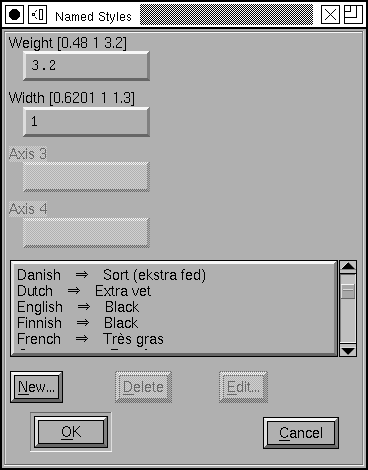 Named Styles
Weight [0.48 1 3.2]
3.2
Width [0.6201 1 1.3]
1
Axis 3
Axis 4
Danish ⇒ Sort (ekstra fed)
Dutch ⇒ Extra vet
English ⇒ Black
Finnish ⇒ Black
French ⇒ Très gras
New... Delete Edit...
OK Cancel